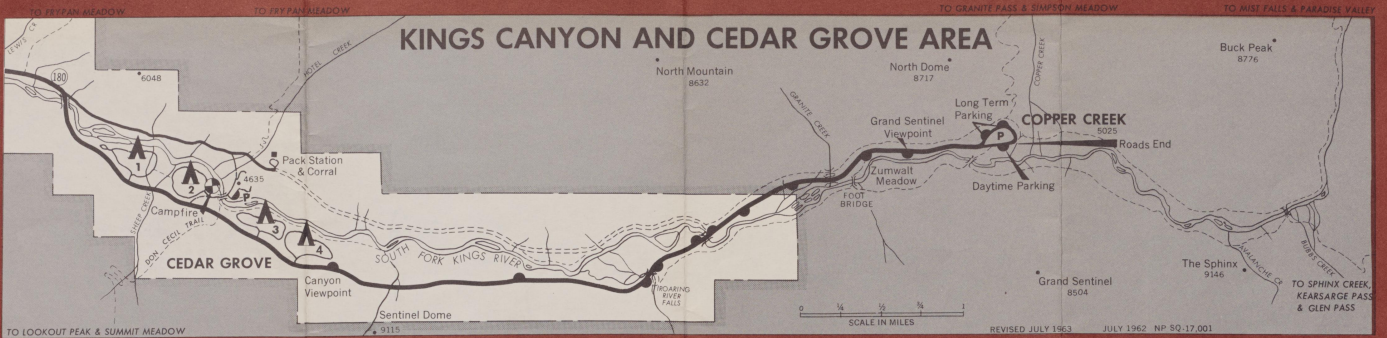 TO FRYPAN MEADOW
TO FRYPAN MEADOW
TO GRANITE PASS & SIMPSON MEADOW
TO MIST FALLS & PARADISE VALLEY
KINGS CANYON AND CEDAR GROVE AREA
LEWIS CR
180
6048
HOTEL CREEK
North Mountain
8632
North Dome
8717
COPPER CREEK
Buck Peak
8776
GRANITE CREEK
Long Term
Parking
Grand Sentinel
Viewpoint
P
COPPER CREEK
5025
Roads End
Zumwalt
Meadow
Daytime Parking
FOOT
BRIDGE
Pack Station
& Corral
4635
P
1
2
3
4
Campfire
SHEEP CREEK
DON CECIL TRAIL
CEDAR GROVE
Canyon
Viewpoint
SOUTH FORK KINGS RIVER
ROARING
RIVER
FALLS
Sentinel Dome
9115
TO LOOKOUT PEAK & SUMMIT MEADOW
0 ¼ ½ ¾ 1
SCALE IN MILES
Grand Sentinel
8504
The Sphinx
9146
AVALANCHE CR
BUBBS CREEK
TO SPHINX CREEK,
KEARSARGE PASS
& GLEN PASS
REVISED JULY 1963 JULY 1962 NP SQ-17,001